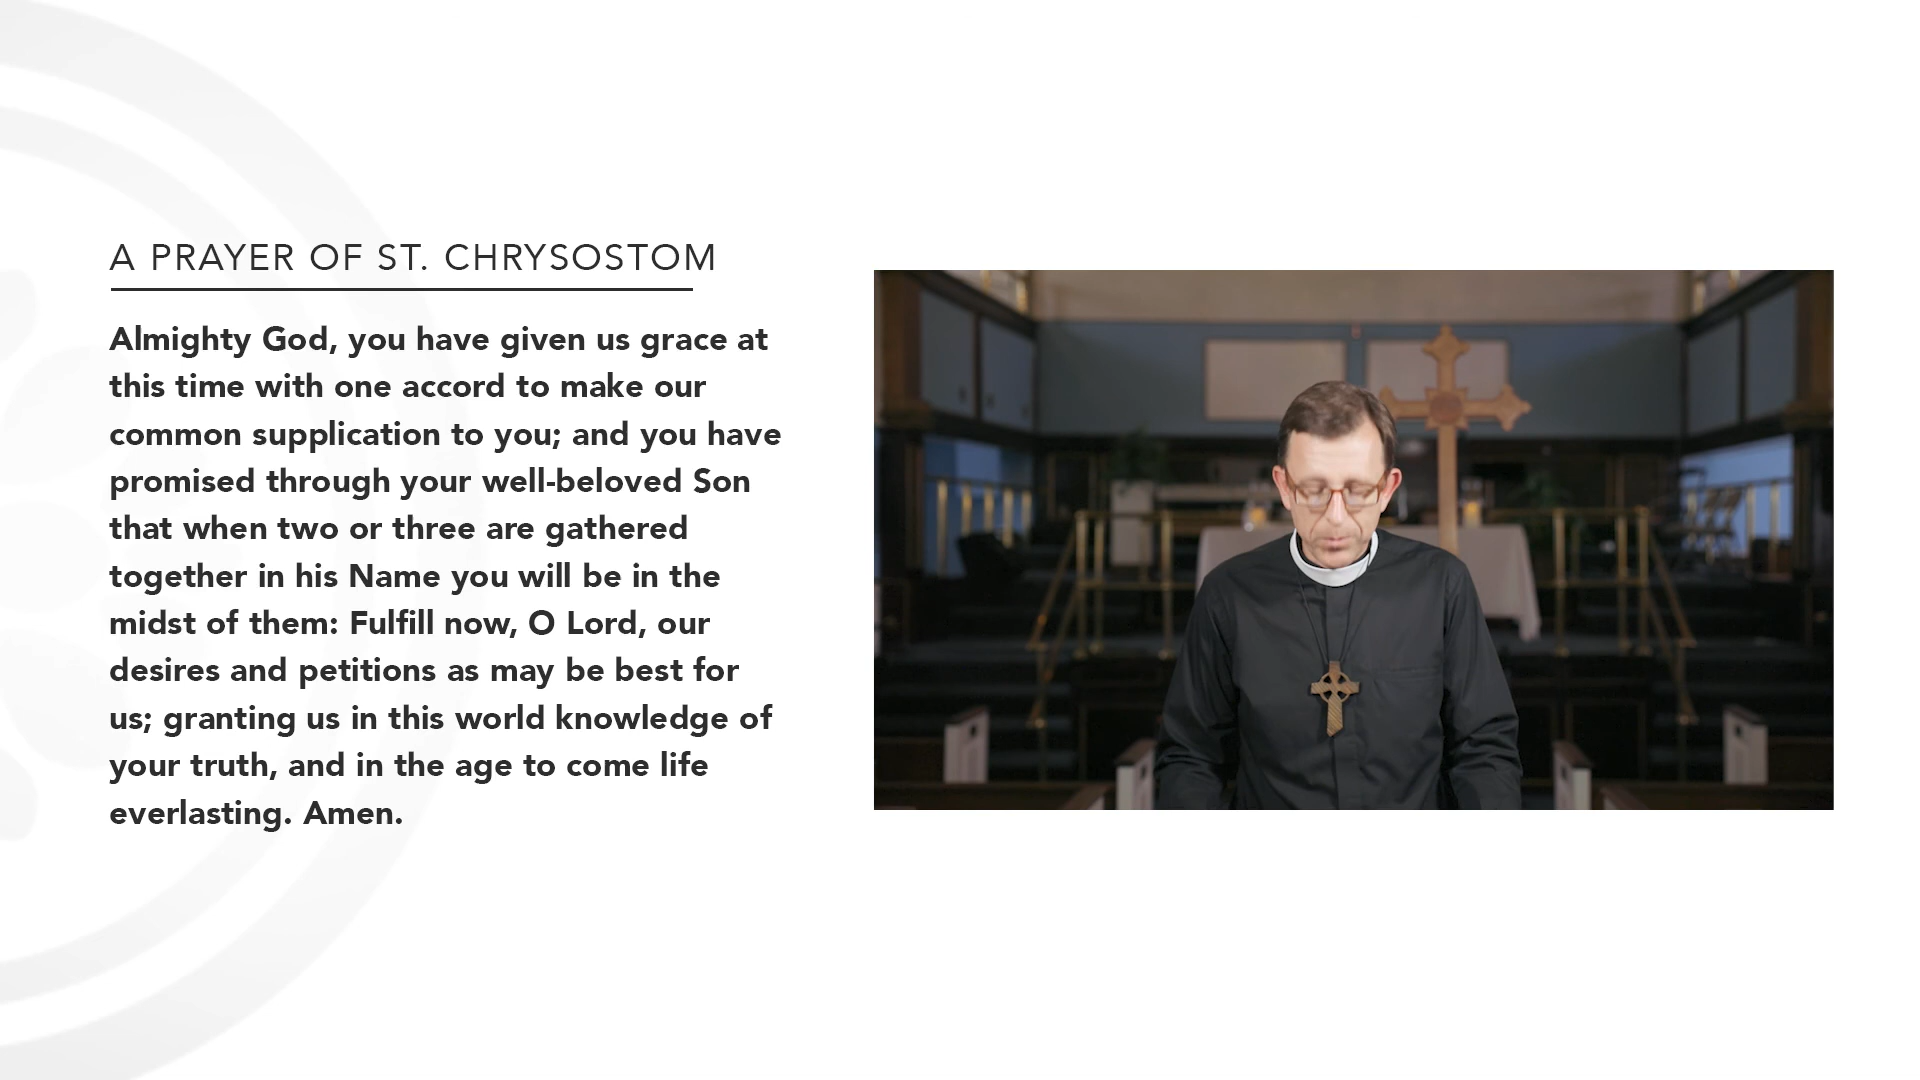 A PRAYER OF ST. CHRYSOSTOM
Almighty God, you have given us grace at
this time with one accord to make our
common supplication to you; and you have
promised through your well-beloved Son
that when two or three are gathered
together in his Name you will be in the
midst of them: Fulfill now, O Lord, our
desires and petitions as may be best for
us; granting us in this world knowledge of
your truth, and in the age to come life
everlasting. Amen.